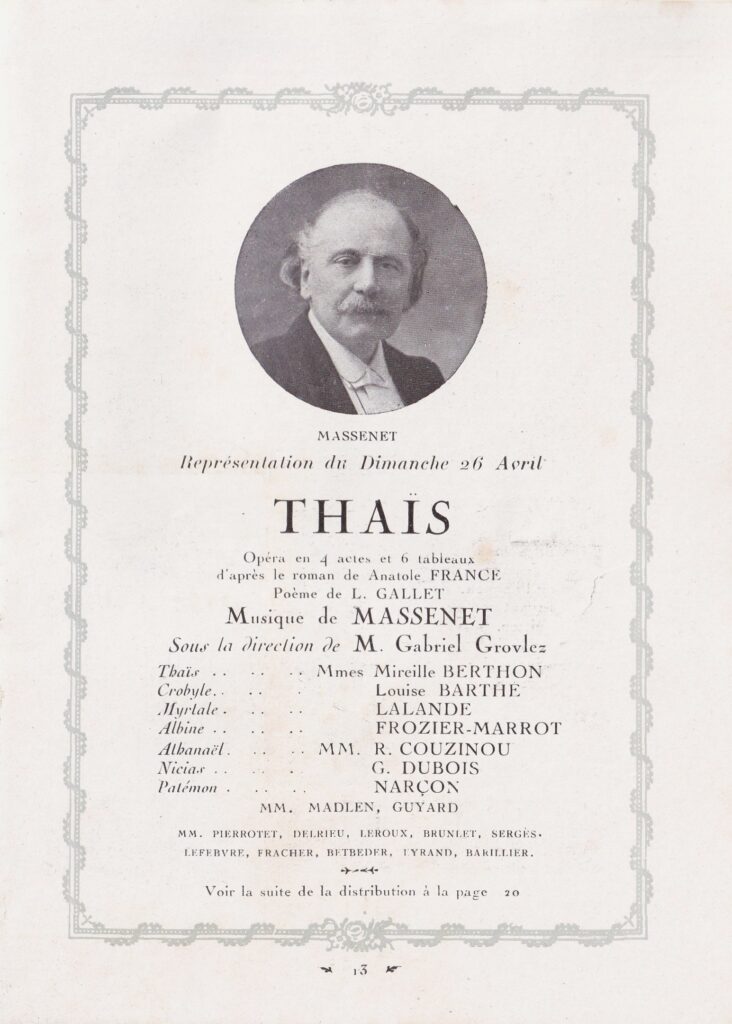 MASSENET
Représentation du Dimanche 26 Avril
THAÏS
Opéra en 4 actes et 6 tableaux
d'après le roman de Anatole FRANCE
Poème de L. GALLET
Musique de MASSENET
Sous la direction de M. Gabriel Grovlez
Thaïs . . . . . . Mmes Mireille BERTHON
Crobyle. . . . . Louise BARTHE
Myrtale . . . . . LALANDE
Albine . . . . . . FROZIER-MARROT
Athanaël. . . . . MM. R. COUZINOU
Nicias . . . . . . G. DUBOIS
Palémon . . . . . NARÇON
MM. MADLEN, GUYARD
MM. PIERROTET, DELRIEU, LEROUX, BRUNLET, SERGÈS.
LEFEBVRE, FRACHER, BETBEDER, EYRAND, BARILLIER.
Voir la suite de la distribution à la page 20
13